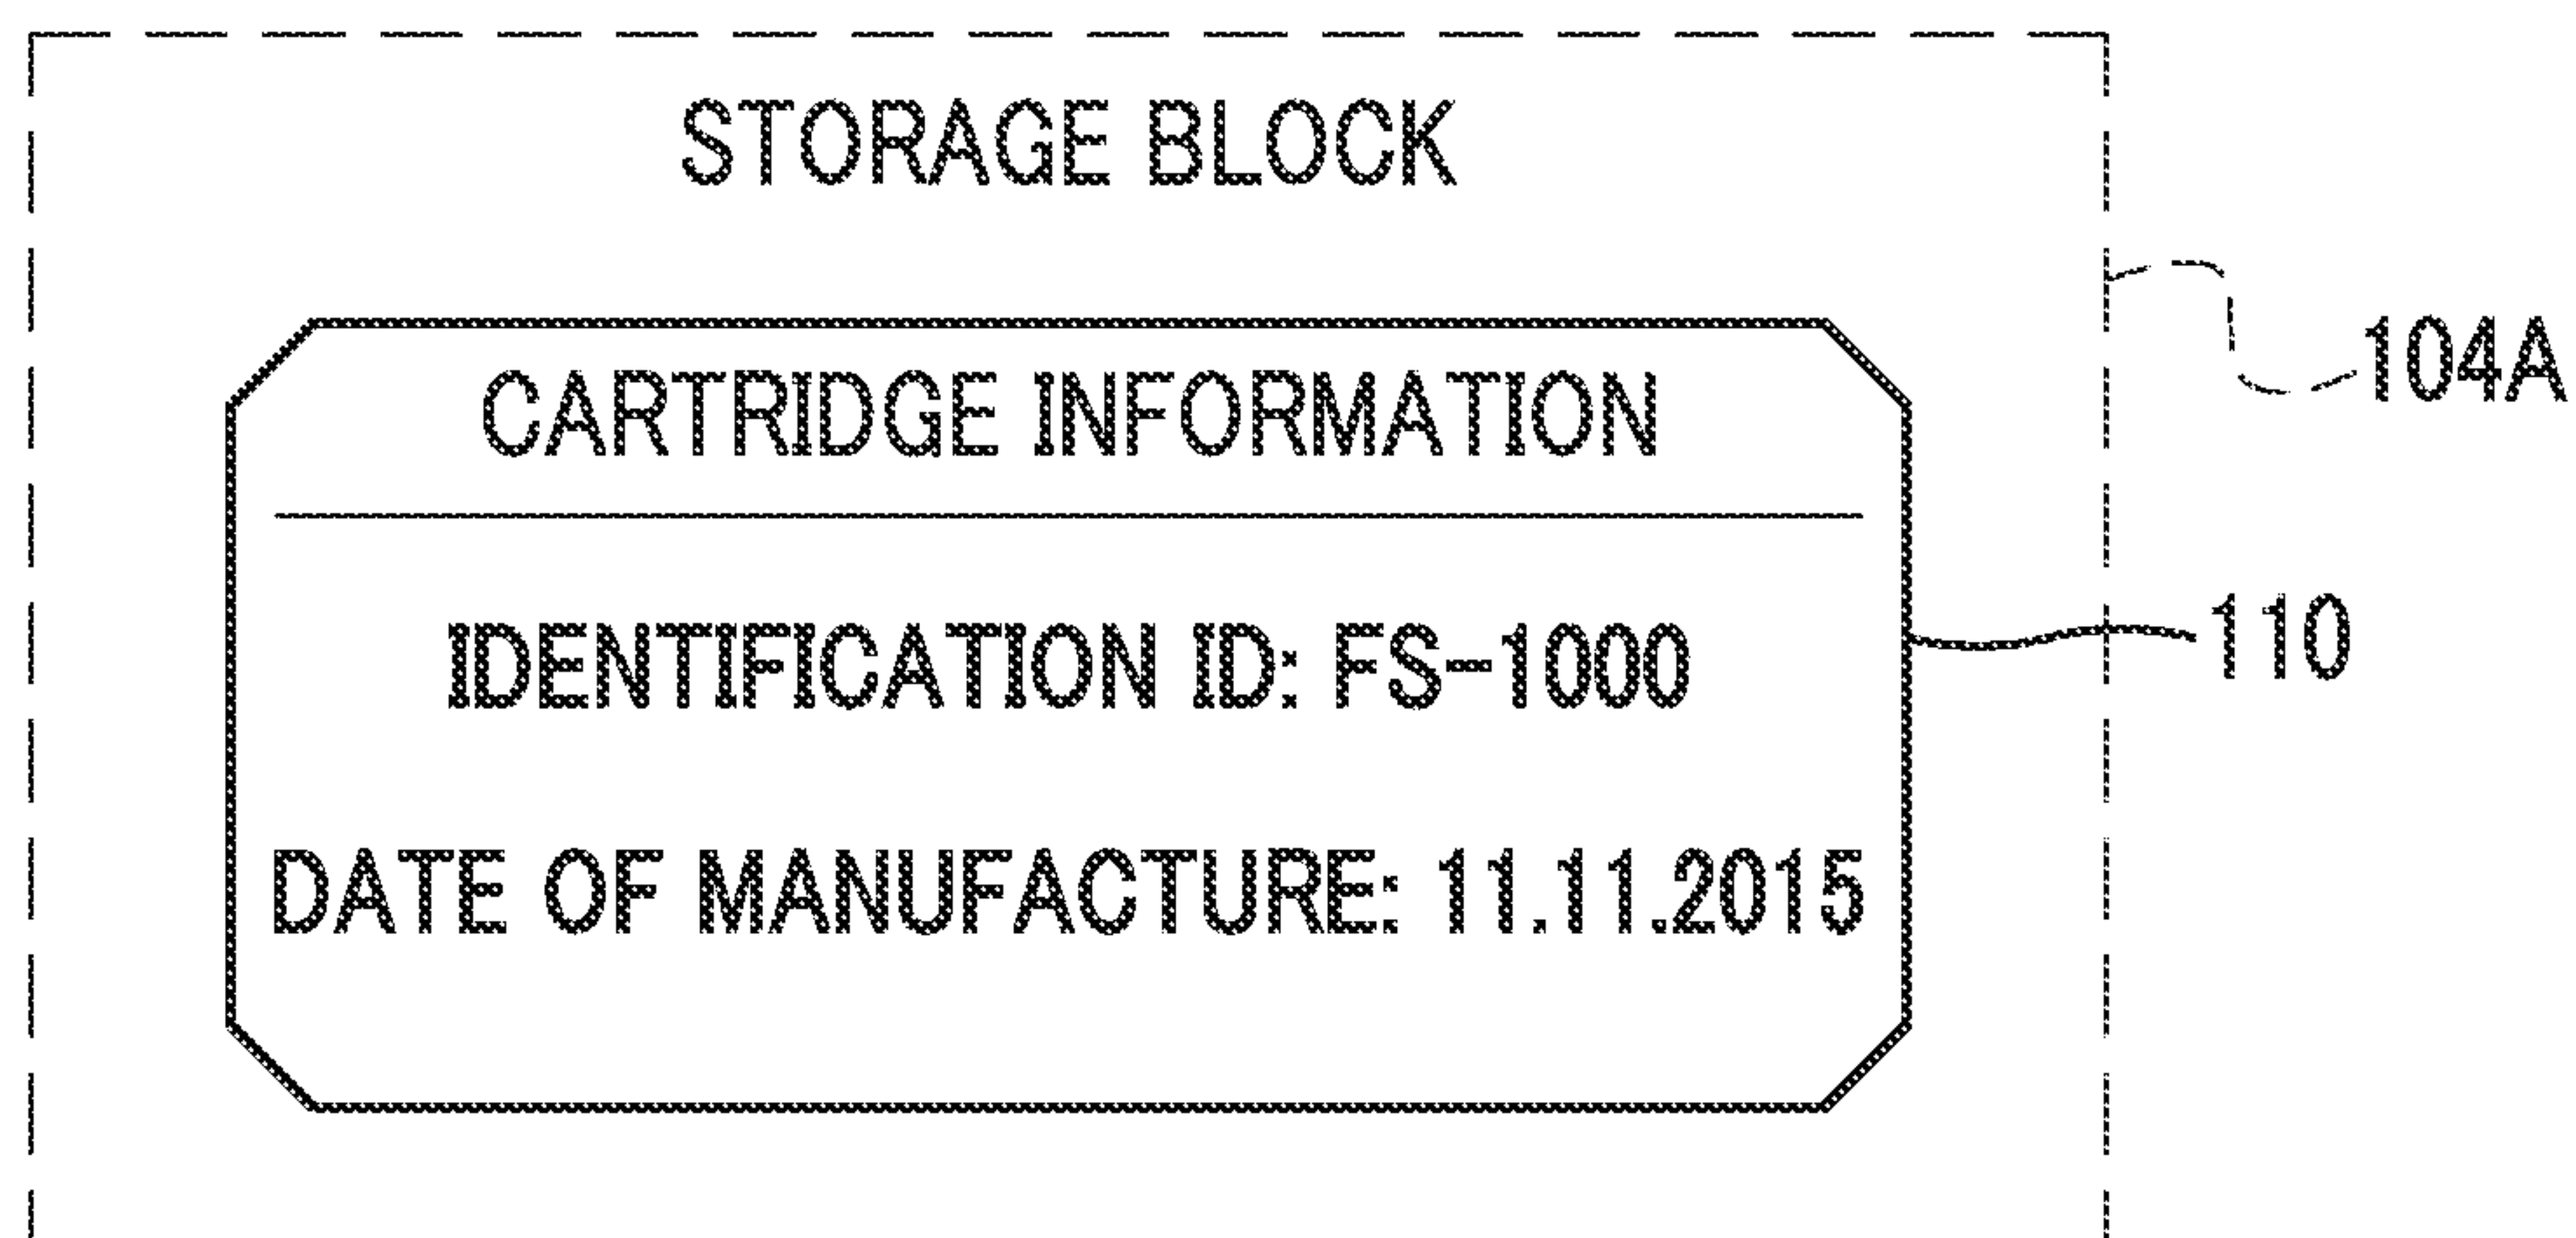 STORAGE BLOCK
104A
CARTRIDGE INFORMATION
IDENTIFICATION ID: FS-1000
110
DATE OF MANUFACTURE: 11.11.2015